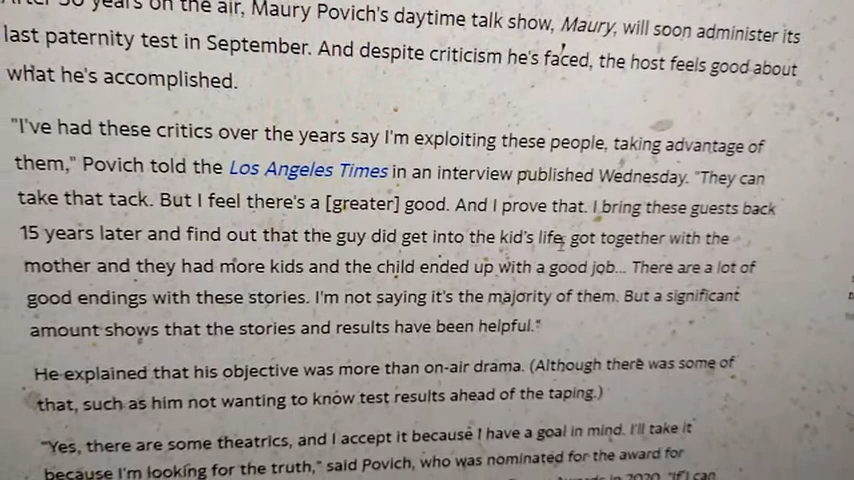 After 30 years on the air, Maury Povich's daytime talk show, Maury, will soon administer its
last paternity test in September. And despite criticism he's faced, the host feels good about
what he's accomplished.
"I've had these critics over the years say I'm exploiting these people, taking advantage of
them," Povich told the Los Angeles Times in an interview published Wednesday. "They can
take that tack. But I feel there's a [greater] good. And I prove that. I bring these guests back
15 years later and find out that the guy did get into the kid's life, got together with the
mother and they had more kids and the child ended up with a good job... There are a lot of
good endings with these stories. I'm not saying it's the majority of them. But a significant
amount shows that the stories and results have been helpful."
He explained that his objective was more than on-air drama. (Although there was some of
that, such as him not wanting to know test results ahead of the taping.)
"Yes, there are some theatrics, and I accept it because I have a goal in mind. I'll take it
because I'm looking for the truth," said Povich, who was nominated for the award for
in 2020. "If I can